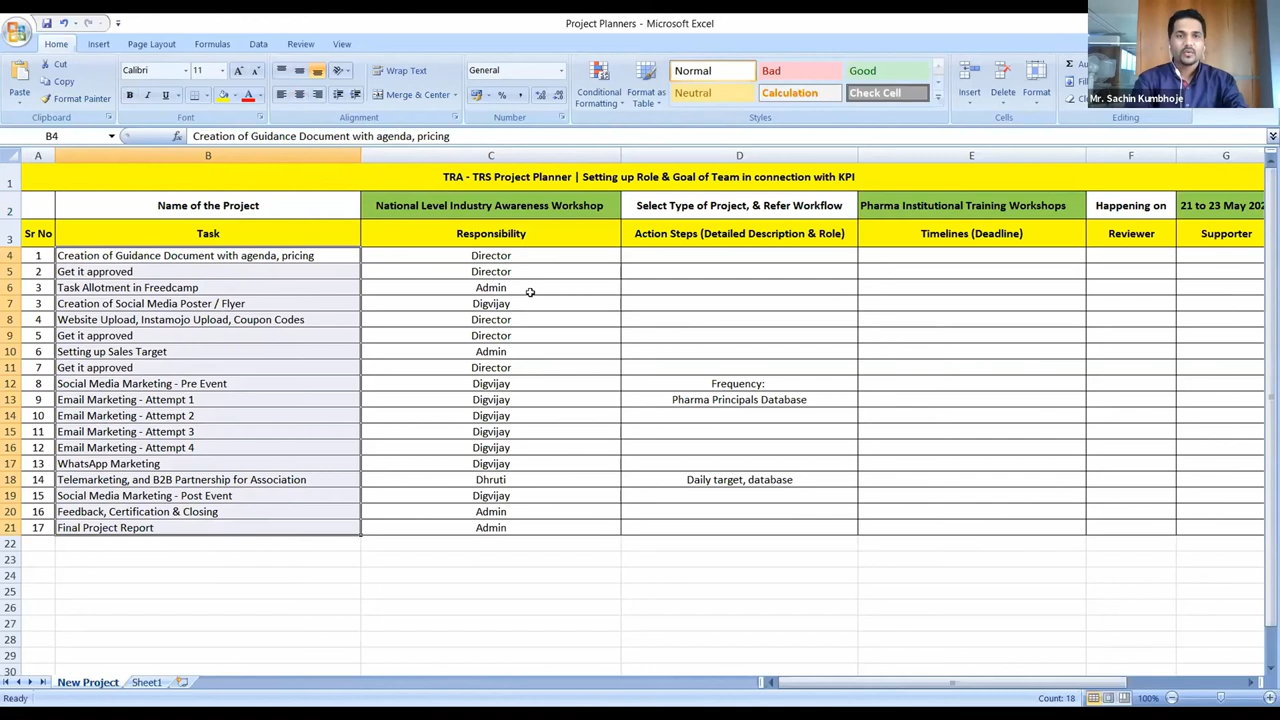 Project Planners - Microsoft Excel
Home Insert Page Layout Formulas Data Review View
Cut
Copy
Format Painter
Paste
Clipboard
Calibri 11
Font
Wrap Text
Merge & Center
Alignment
General
Number
Conditional Formatting
Format as Table
Normal Bad Good
Neutral Calculation Check Cell
Styles
Insert Delete Format
Cells
Editing
Mr. Sachin Kumbhoje
B4 fx Creation of Guidance Document with agenda, pricing
A B C D E F G
1 TRA - TRS Project Planner | Setting up Role & Goal of Team in connection with KPI
2 Name of the Project National Level Industry Awareness Workshop Select Type of Project, & Refer Workflow Pharma Institutional Training Workshops Happening on 21 to 23 May 202
3 Sr No Task Responsibility Action Steps (Detailed Description & Role) Timelines (Deadline) Reviewer Supporter
4 1 Creation of Guidance Document with agenda, pricing Director
5 2 Get it approved Director
6 3 Task Allotment in Freedcamp Admin
7 3 Creation of Social Media Poster / Flyer Digvijay
8 4 Website Upload, Instamojo Upload, Coupon Codes Director
9 5 Get it approved Director
10 6 Setting up Sales Target Admin
11 7 Get it approved Director
12 8 Social Media Marketing - Pre Event Digvijay Frequency:
13 9 Email Marketing - Attempt 1 Digvijay Pharma Principals Database
14 10 Email Marketing - Attempt 2 Digvijay
15 11 Email Marketing - Attempt 3 Digvijay
16 12 Email Marketing - Attempt 4 Digvijay
17 13 WhatsApp Marketing Digvijay
18 14 Telemarketing, and B2B Partnership for Association Dhruti Daily target, database
19 15 Social Media Marketing - Post Event Digvijay
20 16 Feedback, Certification & Closing Admin
21 17 Final Project Report Admin
22
23
24
25
26
27
28
29
30
New Project Sheet1
Ready Count: 18 100%